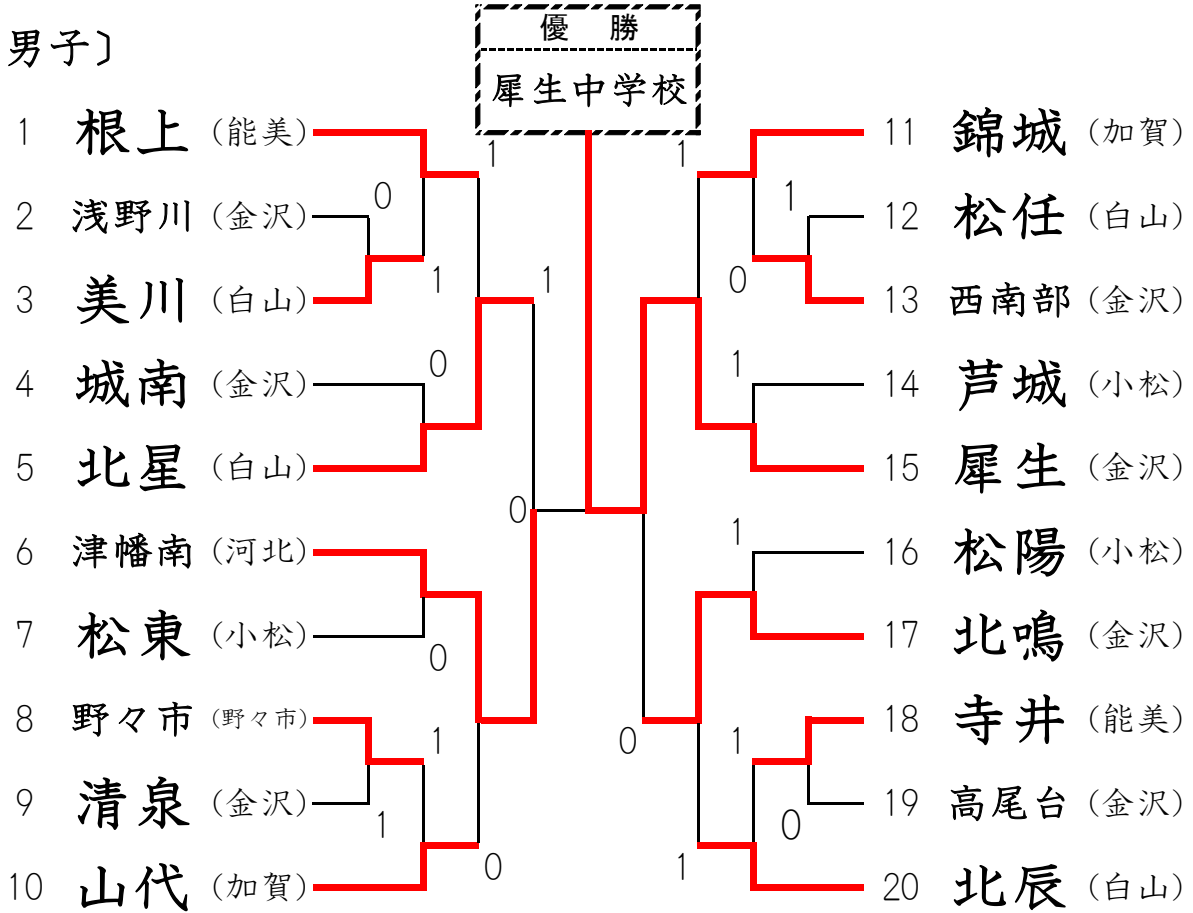 優 勝
男子〕
犀生中学校
1 根上 (能美)
1
1
11 錦城 (加賀)
0
1
2 浅野川 (金沢)
12 松任 (白山)
1
1
0
3 美川 (白山)
13 西南部 (金沢)
0
1
4 城南 (金沢)
14 芦城 (小松)
5 北星 (白山)
15 犀生 (金沢)
0
1
6 津幡南 (河北)
16 松陽 (小松)
7 松東 (小松)
17 北鳴 (金沢)
0
8 野々市 (野々市)
18 寺井 (能美)
1
0
1
9 清泉 (金沢)
19 高尾台 (金沢)
1
0
0
1
10 山代 (加賀)
20 北辰 (白山)